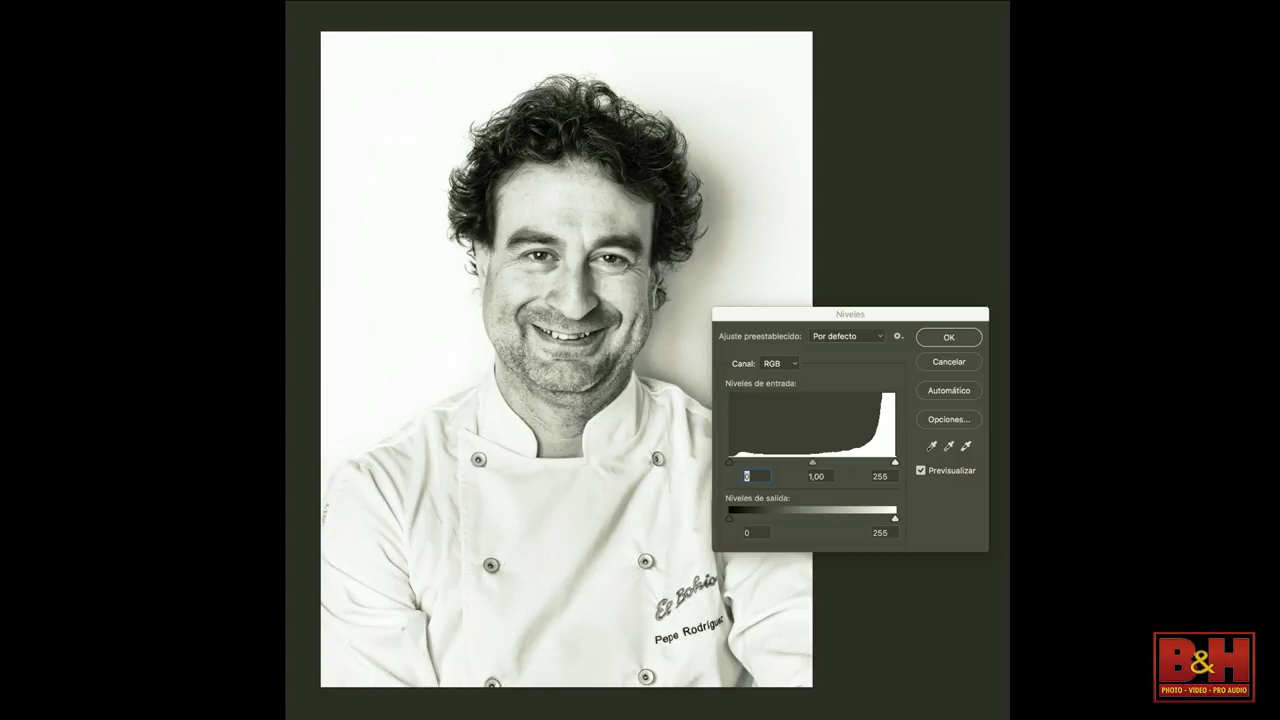 Niveles
Ajuste preestablecido: Por defecto
OK
Canal: RGB
Cancelar
Niveles de entrada:
Automático
Opciones...
Previsualizar
0 1,00 255
Niveles de salida:
0 255
El Bohío
Pepe Rodríguez
B&H
PHOTO - VIDEO - PRO AUDIO